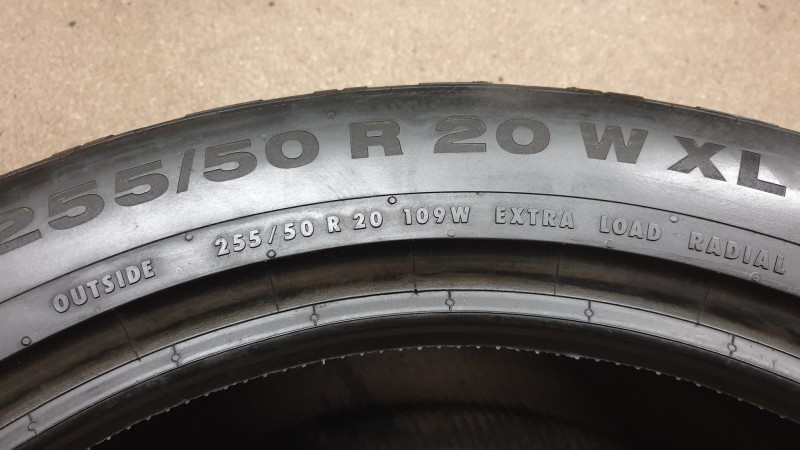 255/50 R 20 W XL
OUTSIDE 255/50 R 20 109W EXTRA LOAD RADIAL